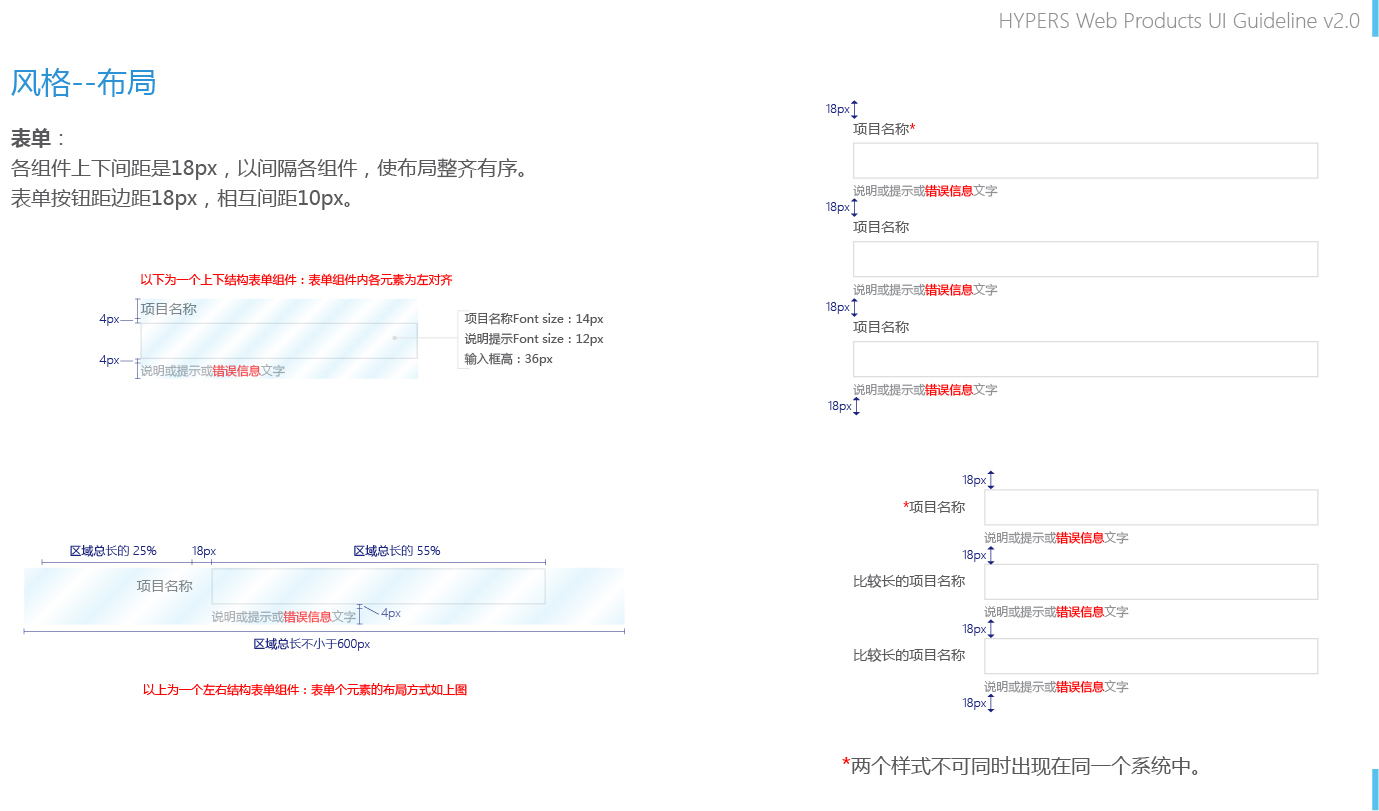 HYPERS Web Products UI Guideline v2.0
风格--布局
表单：
各组件上下间距是18px，以间隔各组件，使布局整齐有序。
表单按钮距边距18px，相互间距10px。
以下为一个上下结构表单组件：表单组件内各元素为左对齐
项目名称
4px
4px
说明或提示或错误信息文字
项目名称Font size：14px
说明提示Font size：12px
输入框高：36px
区域总长的 25%
18px
区域总长的 55%
项目名称
说明或提示或错误信息文字
4px
区域总长不小于600px
以上为一个左右结构表单组件：表单个元素的布局方式如上图
18px
项目名称*
说明或提示或错误信息文字
18px
项目名称
说明或提示或错误信息文字
18px
项目名称
说明或提示或错误信息文字
18px
18px
*项目名称
说明或提示或错误信息文字
18px
比较长的项目名称
说明或提示或错误信息文字
18px
比较长的项目名称
说明或提示或错误信息文字
18px
*两个样式不可同时出现在同一个系统中。